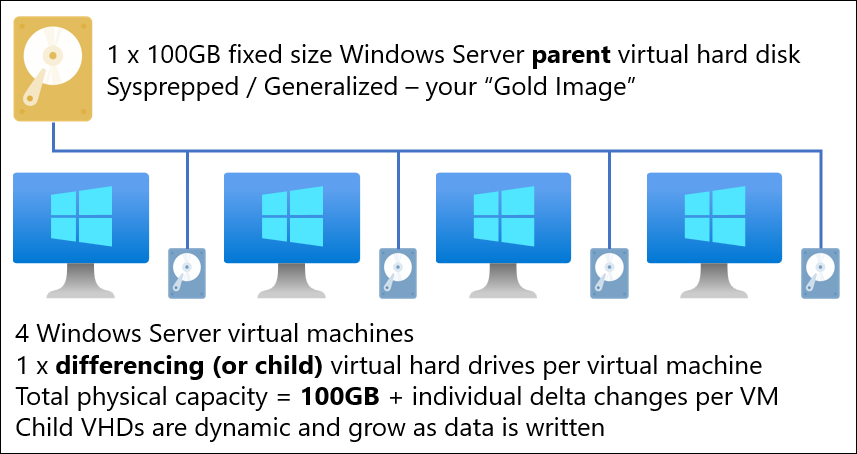 1 x 100GB fixed size Windows Server parent virtual hard disk
Sysprepped / Generalized – your “Gold Image”
4 Windows Server virtual machines
1 x differencing (or child) virtual hard drives per virtual machine
Total physical capacity = 100GB + individual delta changes per VM
Child VHDs are dynamic and grow as data is written